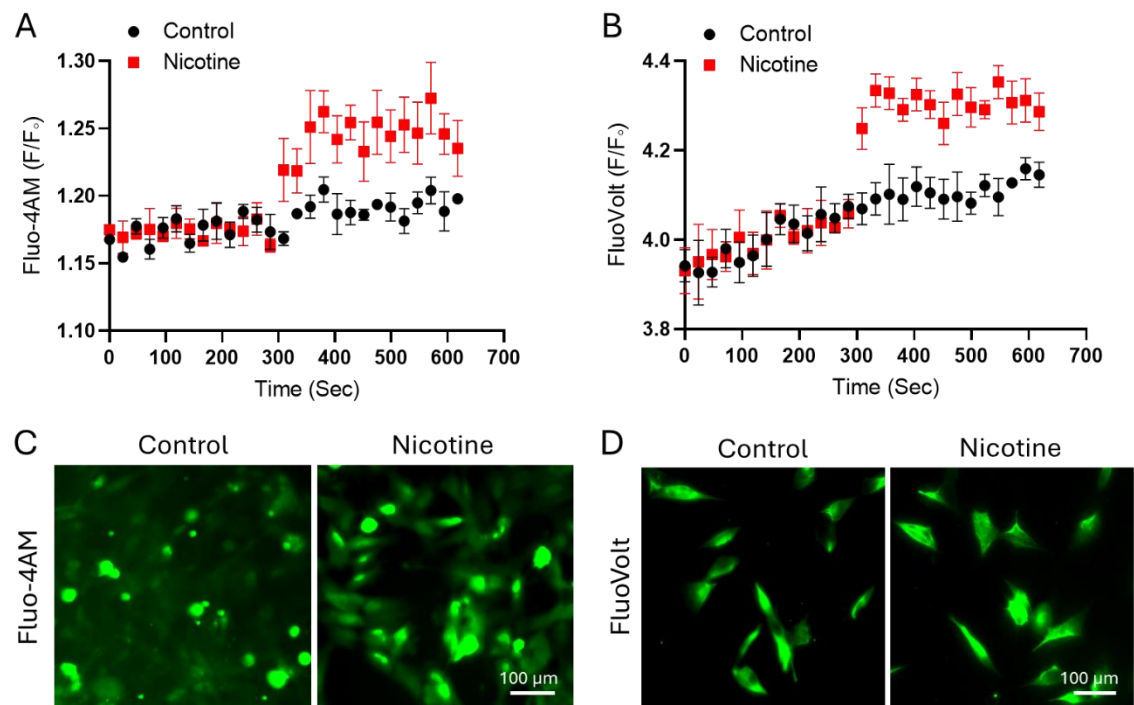 A
Control
Nicotine
1.30
1.25
1.20
1.15
1.10
Fluo-4AM (F/F₀)
0 100 200 300 400 500 600 700
Time (Sec)
B
Control
Nicotine
4.4
4.2
4.0
3.8
FluoVolt (F/F₀)
0 100 200 300 400 500 600 700
Time (Sec)
C
Control
Nicotine
Fluo-4AM
100 µm
D
Control
Nicotine
FluoVolt
100 µm